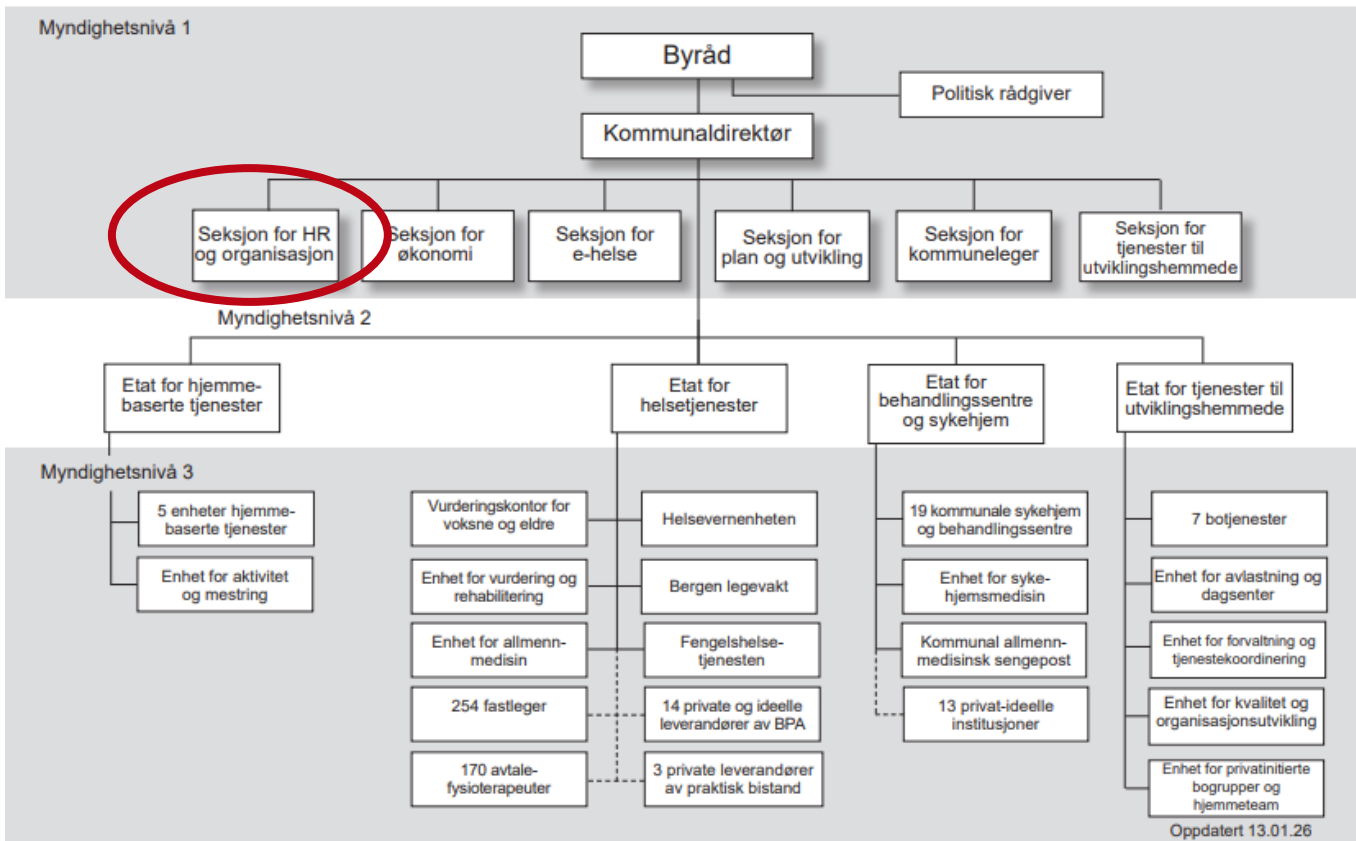 Myndighetsnivå 1
Byråd
Politisk rådgiver
Kommunaldirektør
Seksjon for HR
og organisasjon
Seksjon for
økonomi
Seksjon for
e-helse
Seksjon for
plan og utvikling
Seksjon for
kommuneleger
Seksjon for
tjenester til
utviklingshemmede
Myndighetsnivå 2
Etat for hjemme-
baserte tjenester
Etat for
helsetjenester
Etat for
behandlingssentre
og sykehjem
Etat for tjenester til
utviklingshemmede
Myndighetsnivå 3
5 enheter hjemme-
baserte tjenester
Enhet for aktivitet
og mestring
Vurderingskontor for
voksne og eldre
Helsevernenheten
Enhet for vurdering og
rehabilitering
Bergen legevakt
Enhet for allmenn-
medisin
Fengelshelse-
tjenesten
254 fastleger
14 private og ideelle
leverandører av BPA
170 avtale-
fysioterapeuter
3 private leverandører
av praktisk bistand
19 kommunale sykehjem
og behandlingssentre
Enhet for syke-
hjemsmedisin
Kommunal allmenn-
medisinsk sengepost
13 privat-ideelle
institusjoner
7 botjenester
Enhet for avlastning og
dagsenter
Enhet for forvaltning og
tjenestekoordinering
Enhet for kvalitet og
organisasjonsutvikling
Enhet for privatinitierte
bogrupper og
hjemmeteam
Oppdatert 13.01.26